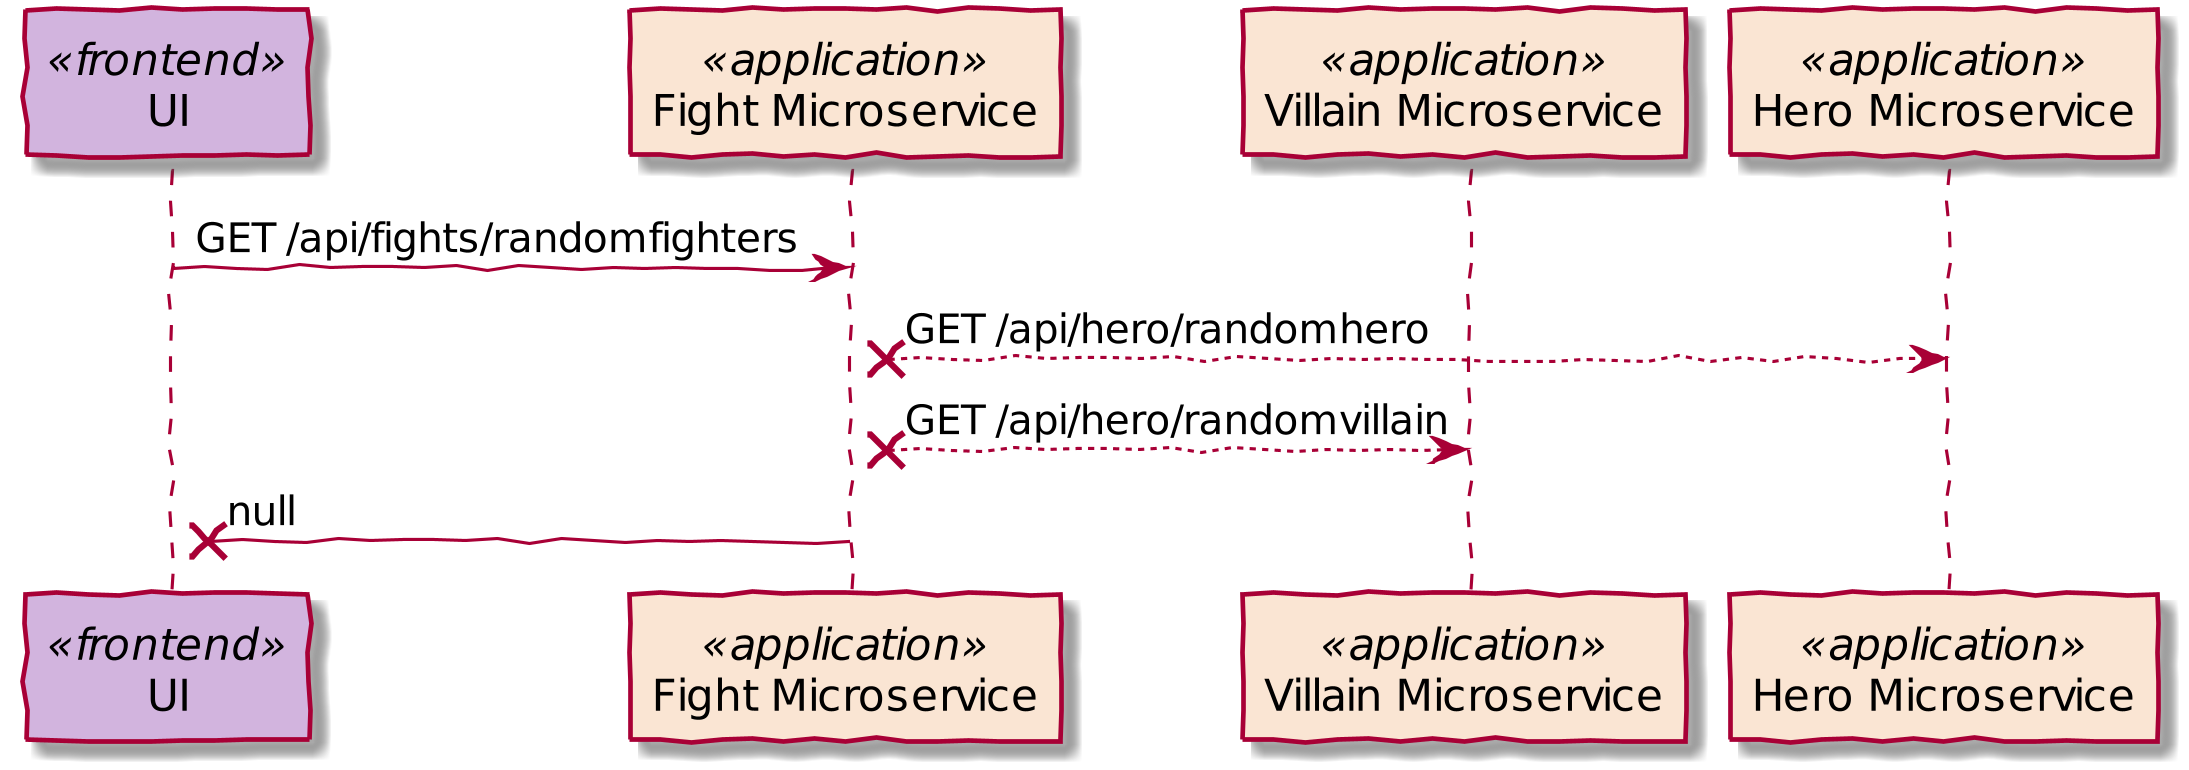 «frontend»
UI
«application»
Fight Microservice
«application»
Villain Microservice
«application»
Hero Microservice
GET /api/fights/randomfighters
GET /api/hero/randomhero
GET /api/hero/randomvillain
null
«frontend»
UI
«application»
Fight Microservice
«application»
Villain Microservice
«application»
Hero Microservice